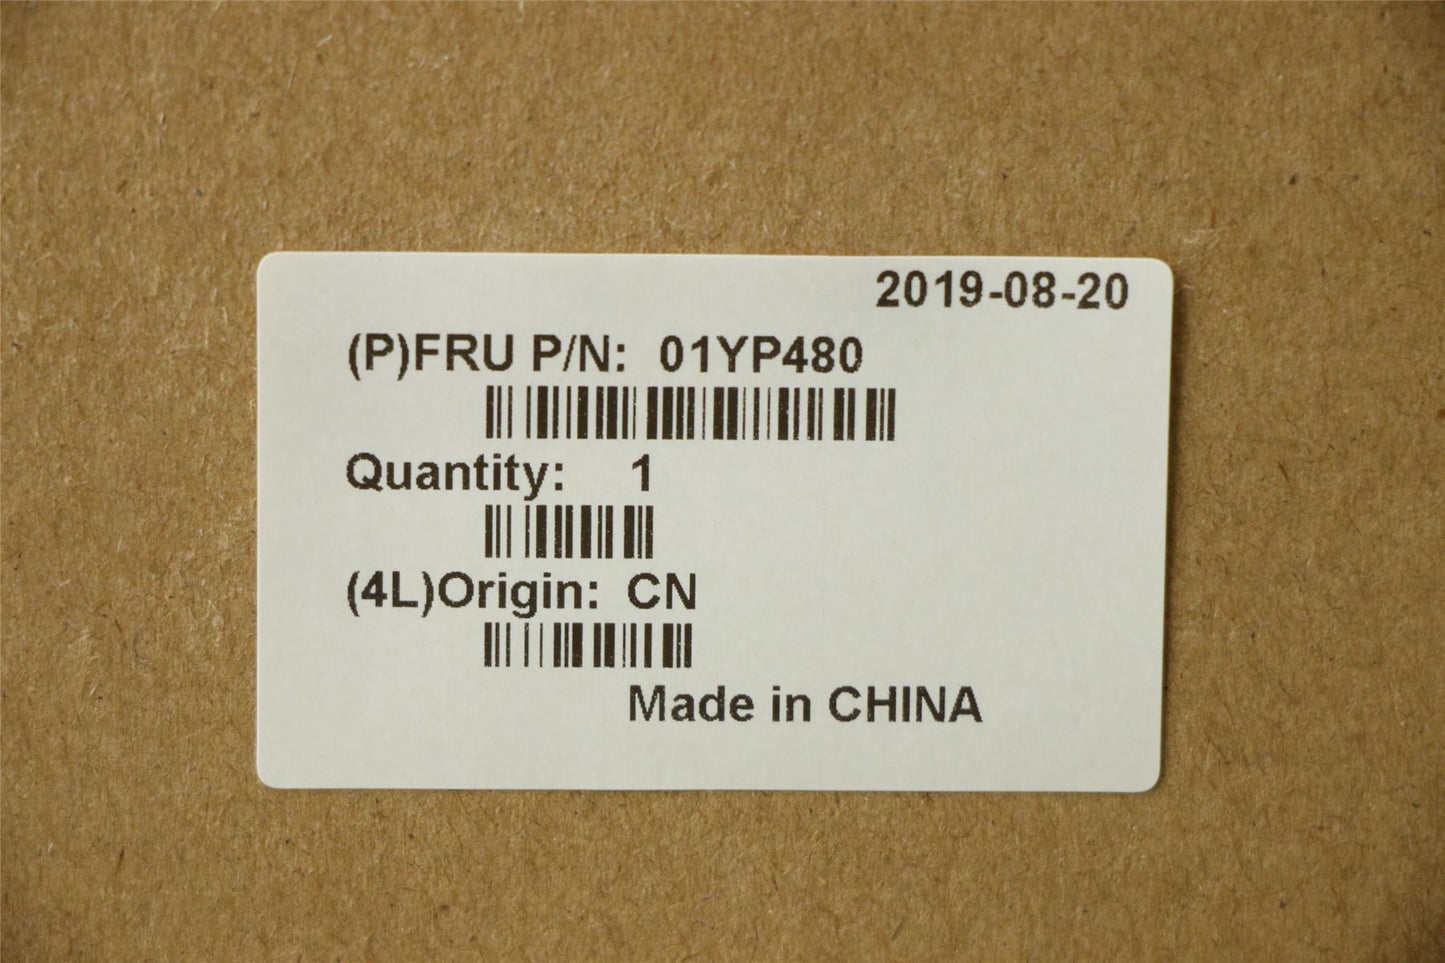 2019-08-20
(P)FRU P/N: 01YP480
Quantity: 1
(4L)Origin: CN
Made in CHINA